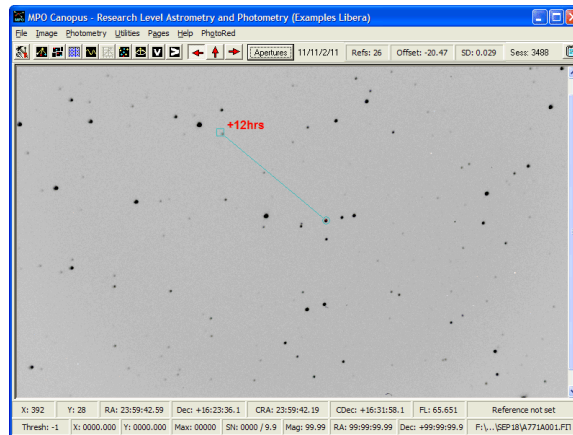 MPO Canopus - Research Level Astrometry and Photometry (Examples Libera)
File Image Photometry Utilities Pages Help PhotoRed
Apertures 11/11/2/11 Refs: 26 Offset: -20.47 SD: 0.029 Sess: 3488
+12hrs
X: 392 Y: 28 RA: 23:59:42.59 Dec: +16:23:36.1 CRA: 23:59:42.19 CDec: +16:31:58.1 FL: 65.651 Reference not set
Thresh: -1 X: 0000.000 Y: 0000.000 Max: 00000 SN: 0000 / 9.9 Mag: 99.99 RA: 99:99:99.99 Dec: +99:99:99.9 F:\...\SEP18\A771A001.FIT